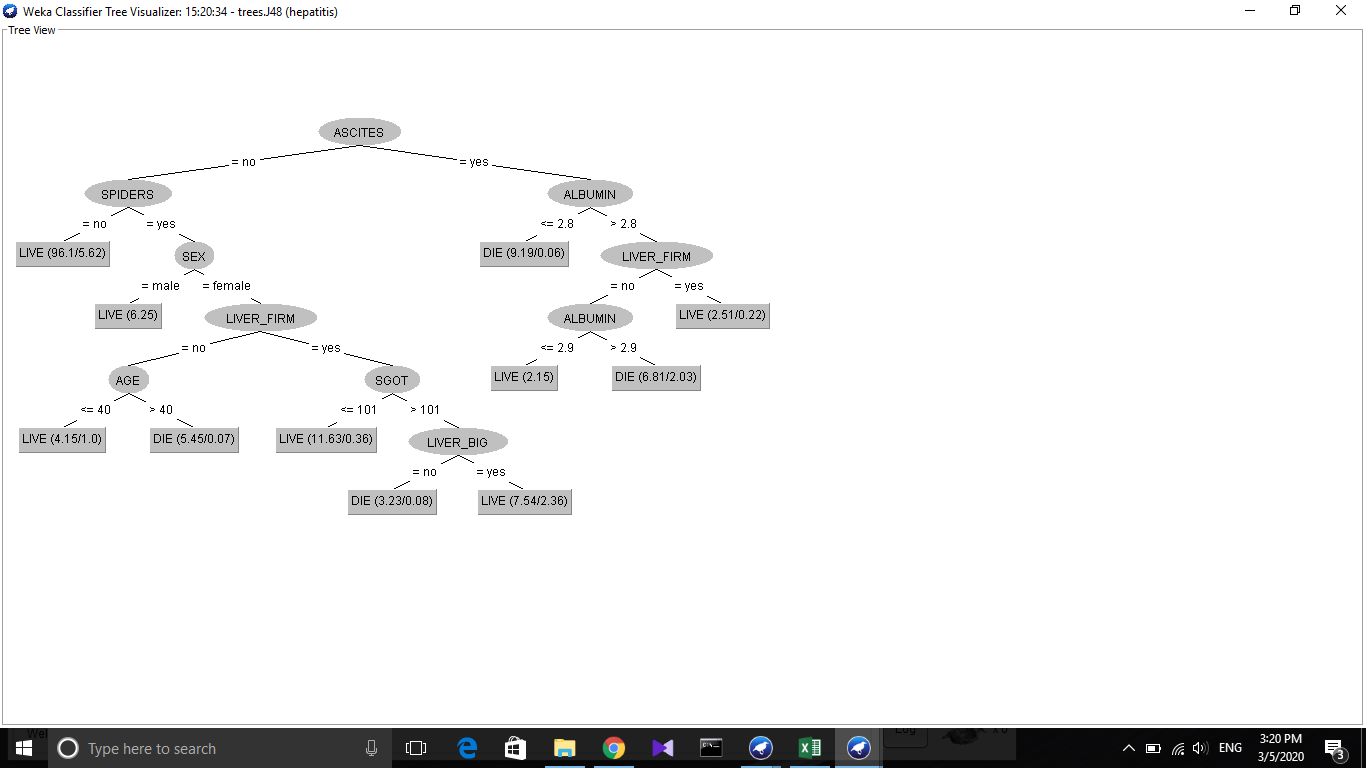 Weka Classifier Tree Visualizer: 15:20:34 - trees.J48 (hepatitis)
Tree View
ASCITES
= no = yes
SPIDERS ALBUMIN
= no = yes <= 2.8 > 2.8
LIVE (96.1/5.62) SEX DIE (9.19/0.06) LIVER_FIRM
= male = female = no = yes
LIVE (6.25) LIVER_FIRM ALBUMIN LIVE (2.51/0.22)
= no = yes <= 2.9 > 2.9
AGE SGOT LIVE (2.15) DIE (6.81/2.03)
<= 40 > 40 <= 101 > 101
LIVE (4.15/1.0) DIE (5.45/0.07) LIVE (11.63/0.36) LIVER_BIG
= no = yes
DIE (3.23/0.08) LIVE (7.54/2.36)
Type here to search
Log x 0
ENG
3:20 PM
3/5/2020
3